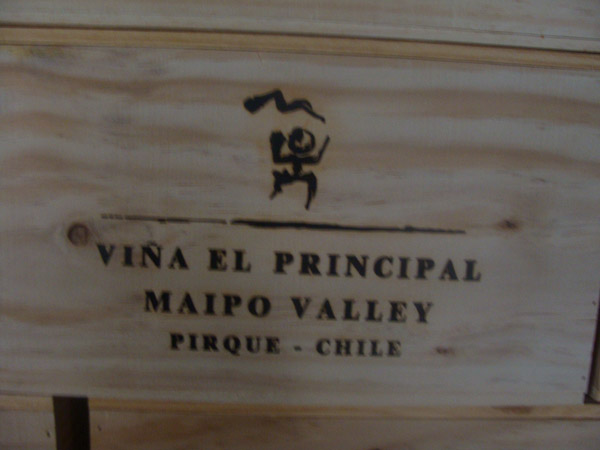 VIÑA EL PRINCIPAL
MAIPO VALLEY
PIRQUE - CHILE